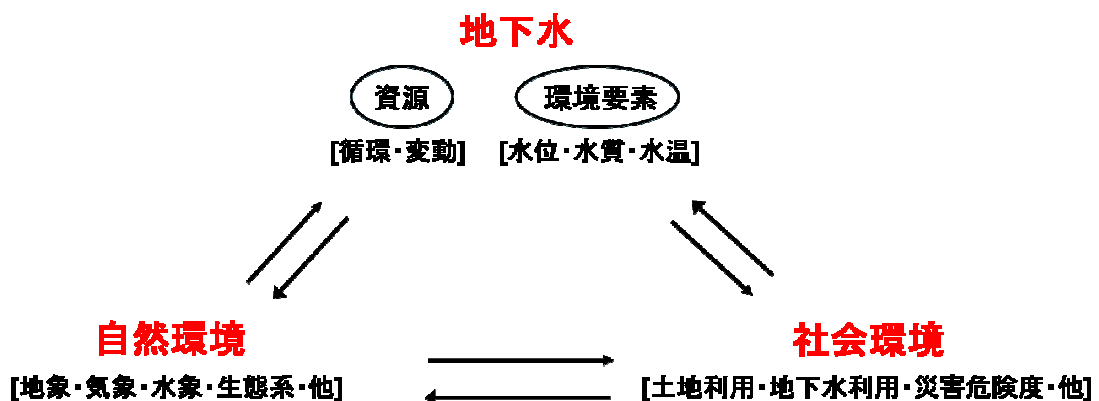 地下水
資源 環境要素
[循環・変動] [水位・水質・水温]
自然環境 社会環境
[地象・気象・水象・生態系・他] [土地利用・地下水利用・災害危険度・他]